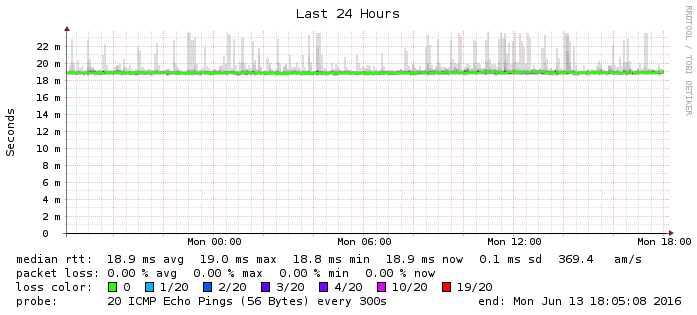 Last 24 Hours
RRDTOOL / TOBI OETIKER
Seconds
22 m
20 m
18 m
16 m
14 m
12 m
10 m
8 m
6 m
4 m
2 m
0
Mon 00:00 Mon 06:00 Mon 12:00 Mon 18:00
median rtt: 18.9 ms avg 19.0 ms max 18.8 ms min 18.9 ms now 0.1 ms sd 369.4 am/s
packet loss: 0.00 % avg 0.00 % max 0.00 % min 0.00 % now
loss color: 0 1/20 2/20 3/20 4/20 10/20 19/20
probe: 20 ICMP Echo Pings (56 Bytes) every 300s end: Mon Jun 13 18:05:08 2016